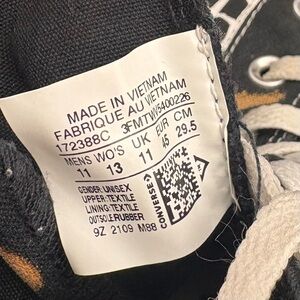 MADE IN VIETNAM
FABRIQUE AU VIETNAM
172388C 3FMTWV5400226
MENS WO'S UK EUR CM
11 13 11 45 29.5
GENDER: UNISEX
UPPER: TEXTILE
LINING: TEXTILE
OUTSOLE: RUBBER
9Z 2109 M88
CONVERSE